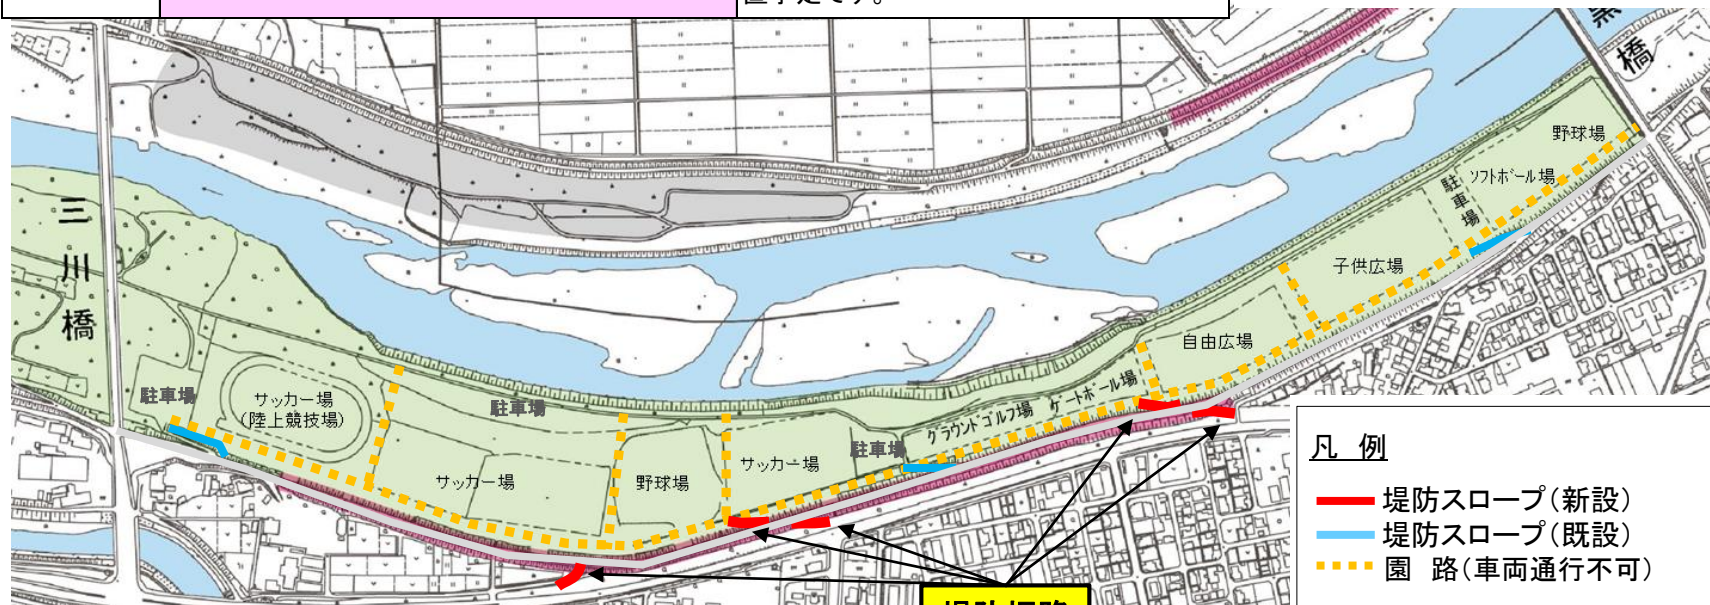 置予定です。
橋
三川橋
野球場
ソフトボール場
駐車場
子供広場
自由広場
ゲートボール場
グラウンドゴルフ場
駐車場
サッカー場
(陸上競技場)
駐車場
駐車場
サッカー場
野球場
サッカー場
凡 例
堤防スロープ(新設)
堤防スロープ(既設)
園 路(車両通行不可)